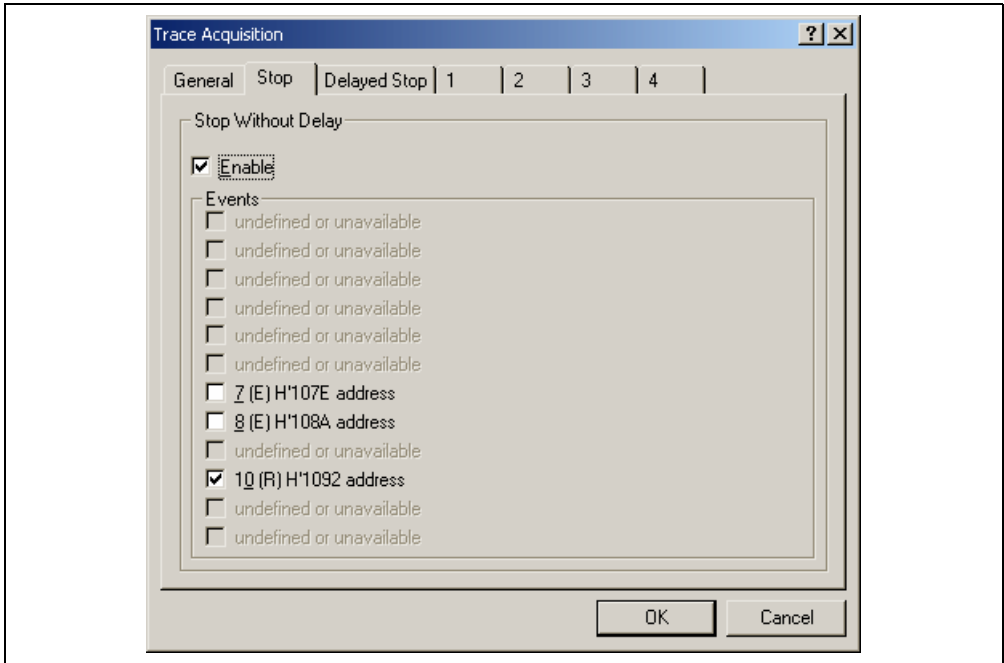 Trace Acquisition
General Stop Delayed Stop 1 2 3 4
Stop Without Delay
Enable
Events
undefined or unavailable
undefined or unavailable
undefined or unavailable
undefined or unavailable
undefined or unavailable
undefined or unavailable
7 (E) H'107E address
8 (E) H'108A address
undefined or unavailable
10 (R) H'1092 address
undefined or unavailable
undefined or unavailable
OK Cancel